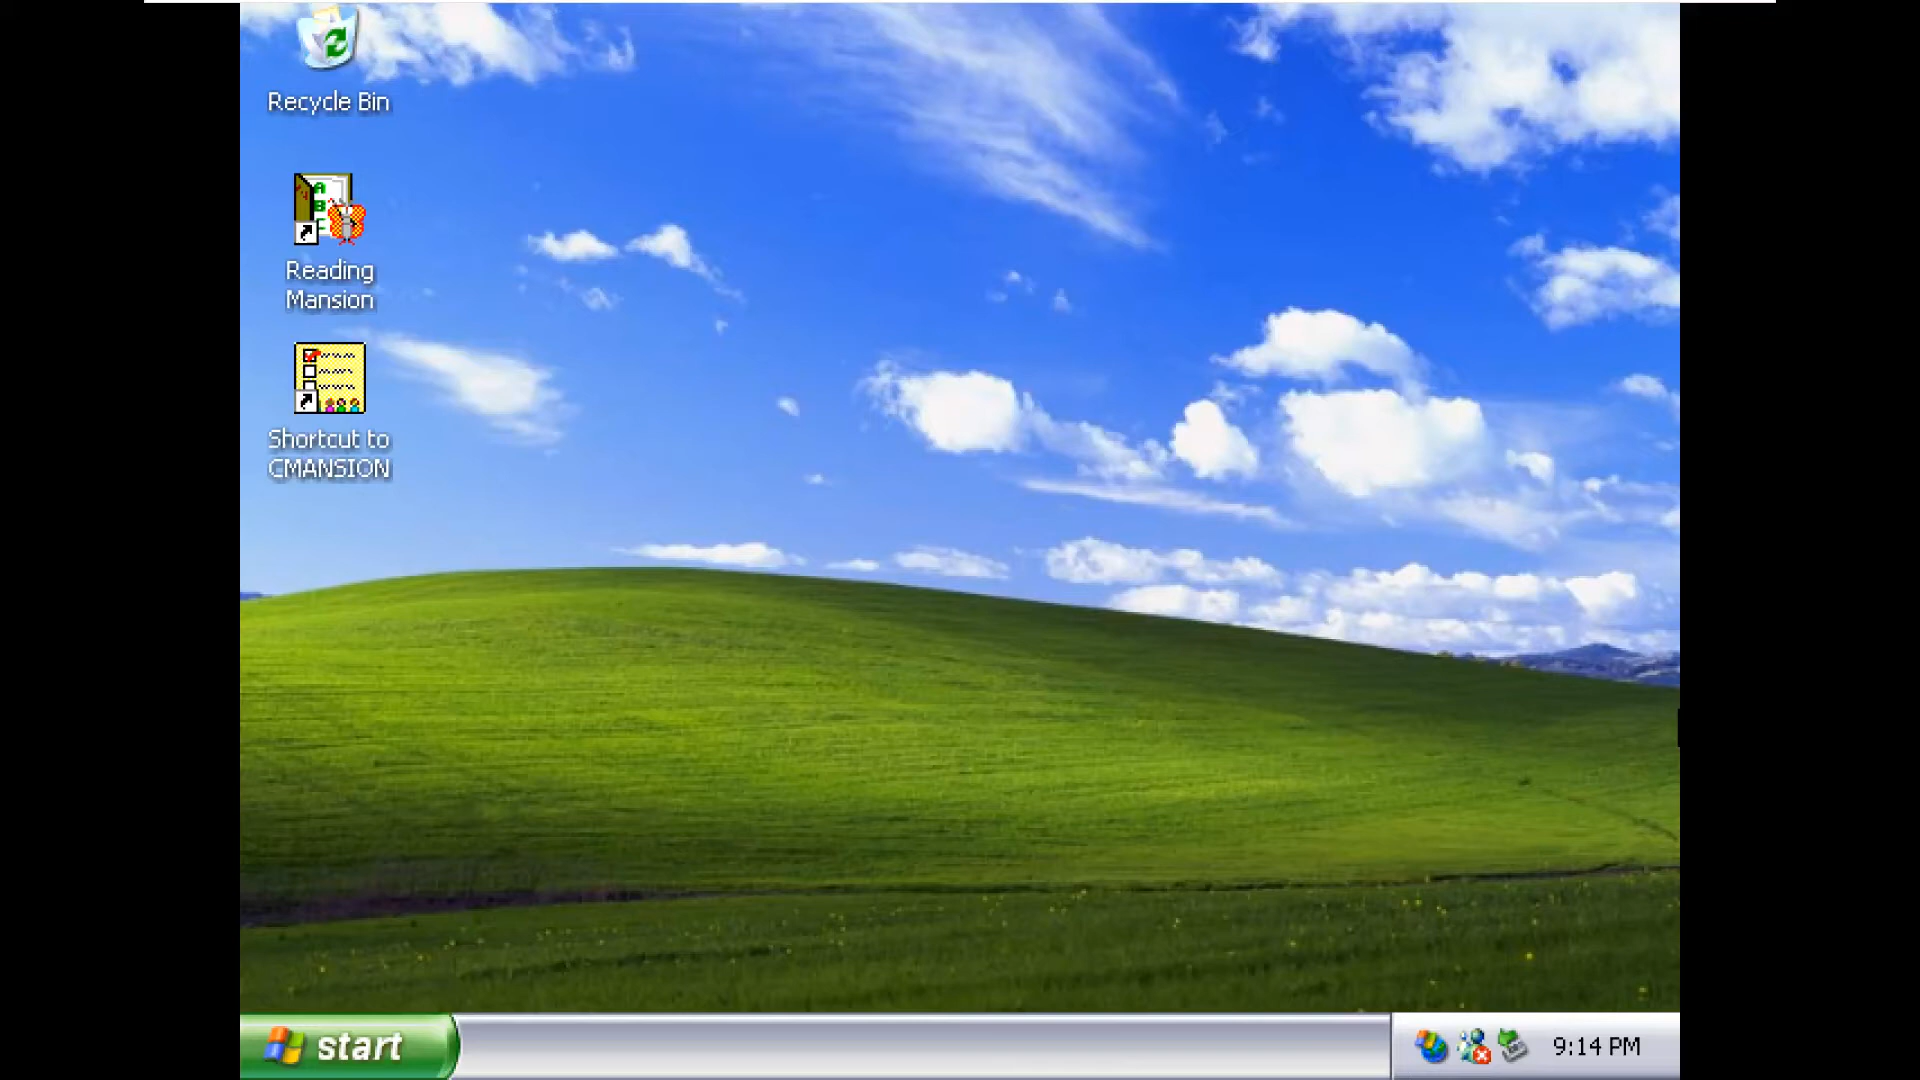 Recycle Bin
Reading
Mansion
Shortcut to
CMANSION
start
9:14 PM